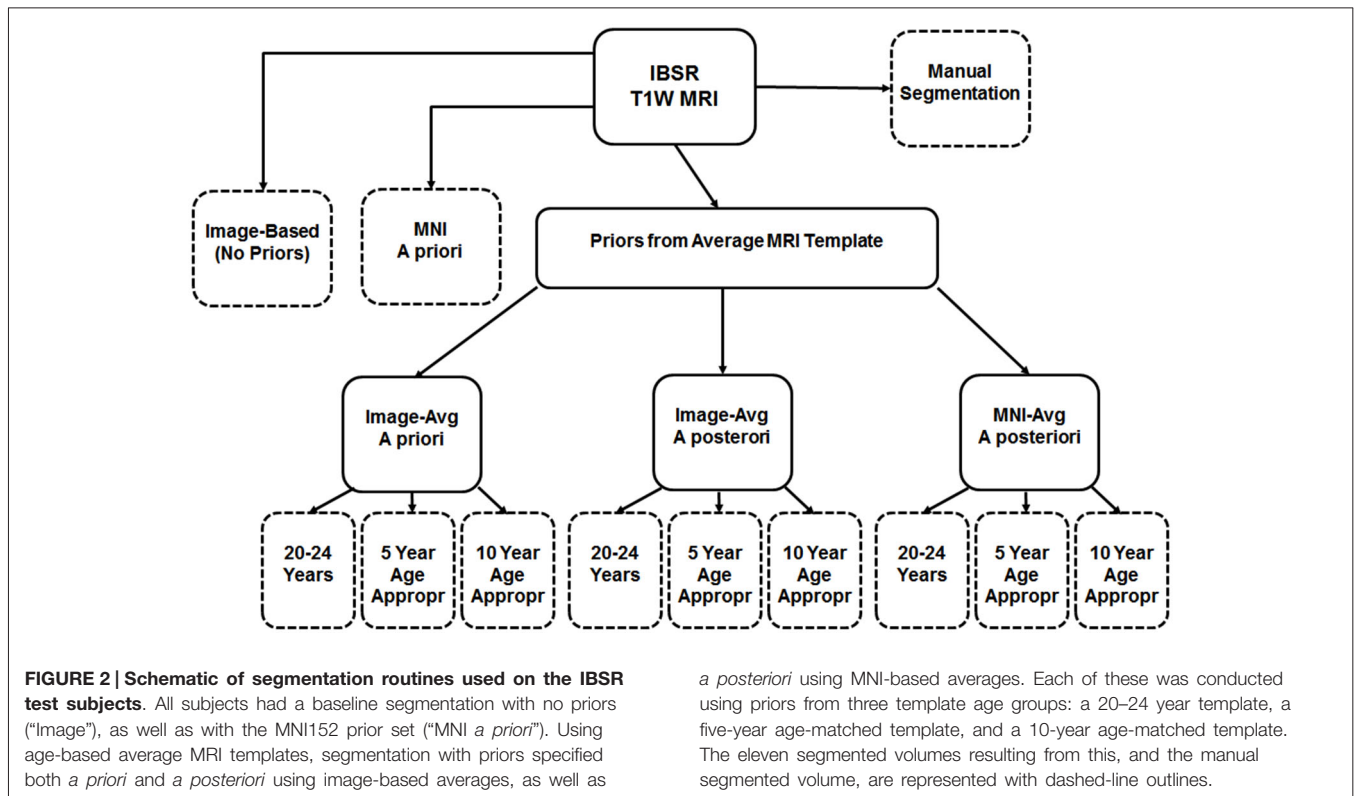 IBSR
T1W MRI
Manual
Segmentation
Image-Based
(No Priors)
MNI
A priori
Priors from Average MRI Template
Image-Avg
A priori
Image-Avg
A posterori
MNI-Avg
A posteriori
20-24
Years
5 Year
Age
Appropr
10 Year
Age
Appropr
20-24
Years
5 Year
Age
Appropr
10 Year
Age
Appropr
20-24
Years
5 Year
Age
Appropr
10 Year
Age
Appropr
FIGURE 2 | Schematic of segmentation routines used on the IBSR
test subjects. All subjects had a baseline segmentation with no priors
(“Image”), as well as with the MNI152 prior set (“MNI a priori”). Using
age-based average MRI templates, segmentation with priors specified
both a priori and a posteriori using image-based averages, as well as
a posteriori using MNI-based averages. Each of these was conducted
using priors from three template age groups: a 20–24 year template, a
five-year age-matched template, and a 10-year age-matched template.
The eleven segmented volumes resulting from this, and the manual
segmented volume, are represented with dashed-line outlines.